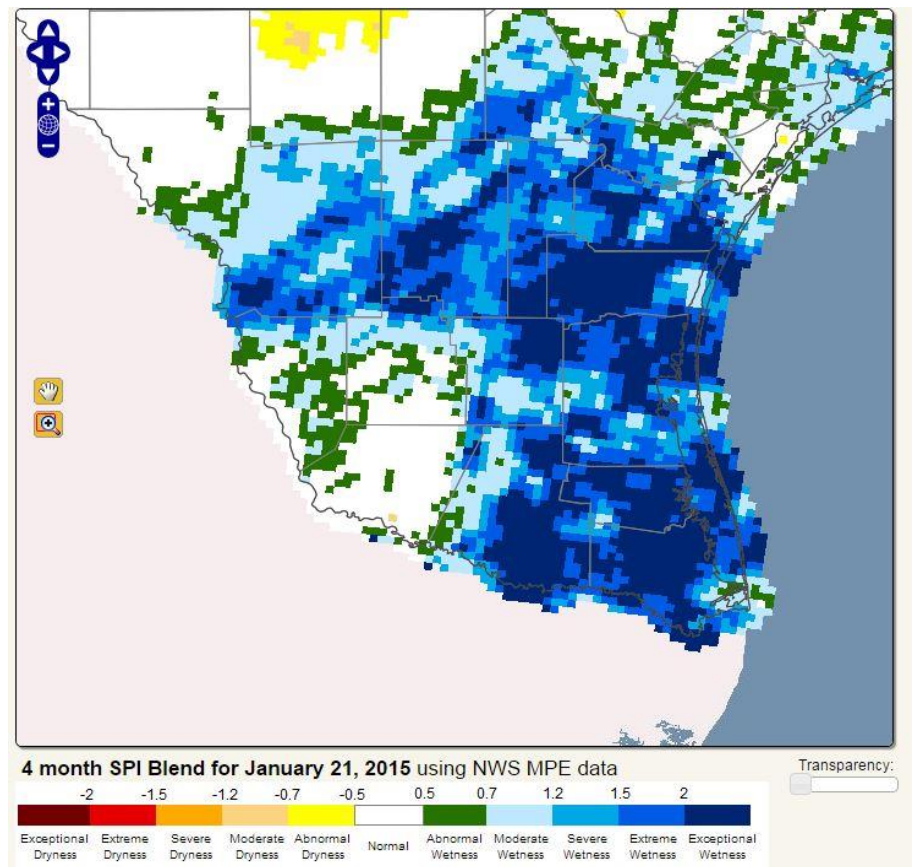 4 month SPI Blend for January 21, 2015 using NWS MPE data
Transparency:
-2 -1.5 -1.2 -0.7 -0.5 0.5 0.7 1.2 1.5 2
Exceptional Dryness
Extreme Dryness
Severe Dryness
Moderate Dryness
Abnormal Dryness
Normal
Abnormal Wetness
Moderate Wetness
Severe Wetness
Extreme Wetness
Exceptional Wetness